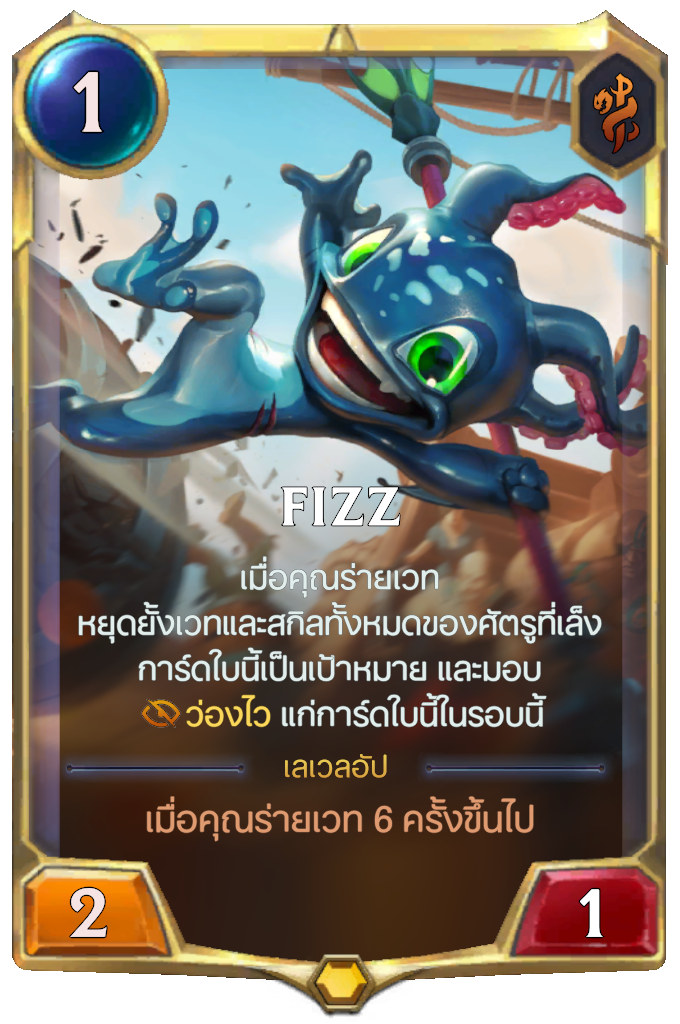 1
FIZZ
เมื่อคุณร่ายเวท
หยุดยั้งเวทและสกิลทั้งหมดของศัตรูที่เล็ง
การ์ดใบนี้เป็นเป้าหมาย และมอบ
ว่องไว แก่การ์ดใบนี้ในรอบนี้
เลเวลอัป
เมื่อคุณร่ายเวท 6 ครั้งขึ้นไป
2
1